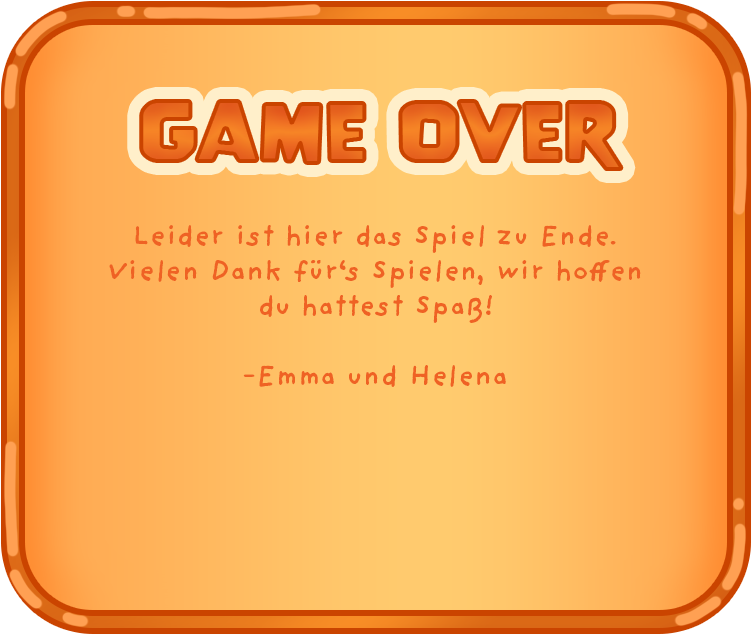 GAME OVER
Leider ist hier das Spiel zu Ende.
Vielen Dank für‘s Spielen, wir hoffen
du hattest Spaß!
-Emma und Helena